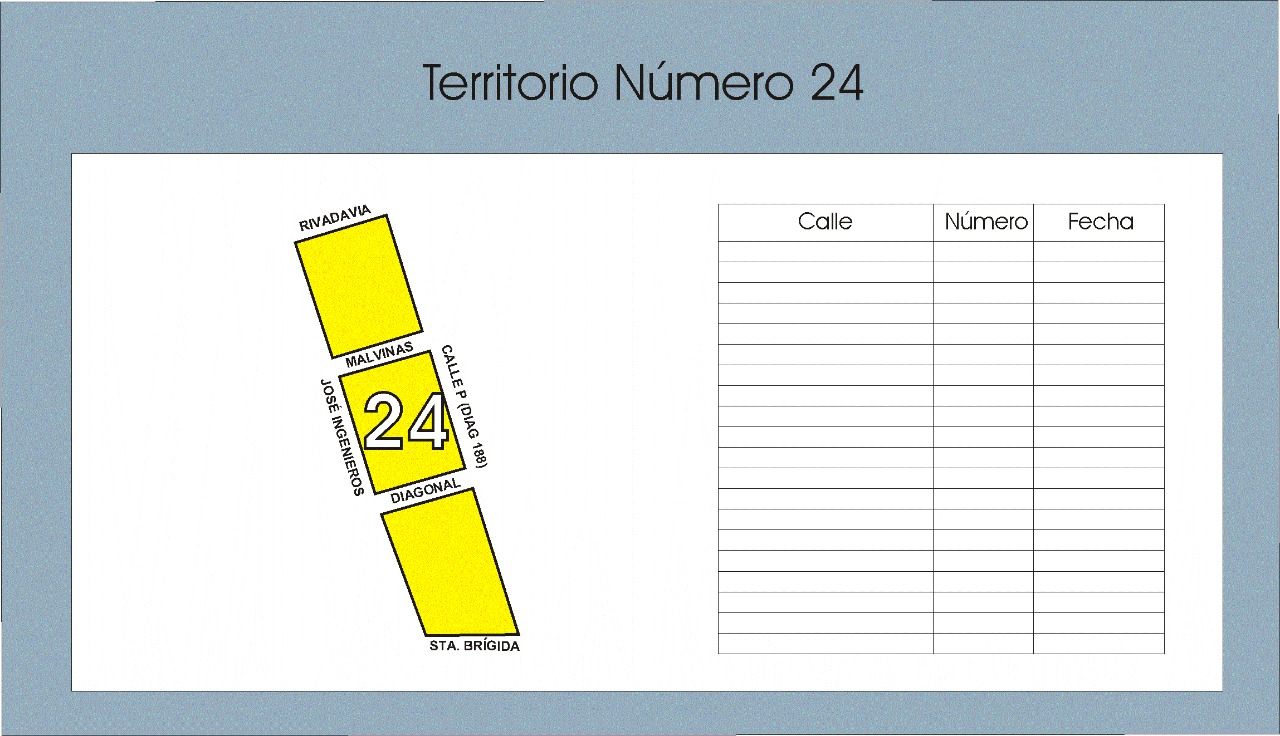 Territorio Número 24
RIVADAVIA
MALVINAS
CALLE P (DIAG 188)
JOSÉ INGENIEROS
24
DIAGONAL
STA. BRÍGIDA
Calle Número Fecha